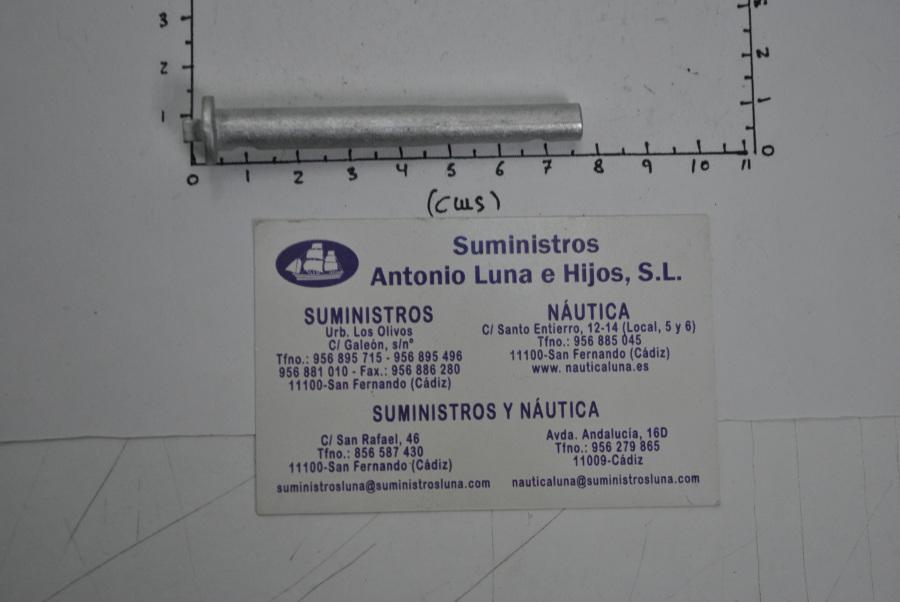 3
2
1
3
2
1
0
0 1 2 3 4 5 6 7 8 9 10 11
(cms)
Suministros
Antonio Luna e Hijos, S.L.
SUMINISTROS
Urb. Los Olivos
C/ Galeón, s/nº
Tfno.: 956 895 715 - 956 895 496
956 881 010 - Fax.: 956 886 280
11100-San Fernando (Cádiz)
NÁUTICA
C/ Santo Entierro, 12-14 (Local, 5 y 6)
Tfno.: 956 885 045
11100-San Fernando (Cádiz)
www. nauticaluna.es
SUMINISTROS Y NÁUTICA
C/ San Rafael, 46
Tfno.: 856 587 430
11100-San Fernando (Cádiz)
suministrosluna@suministrosluna.com
Avda. Andalucía, 16D
Tfno.: 956 279 865
11009-Cádiz
nauticaluna@suministrosluna.com